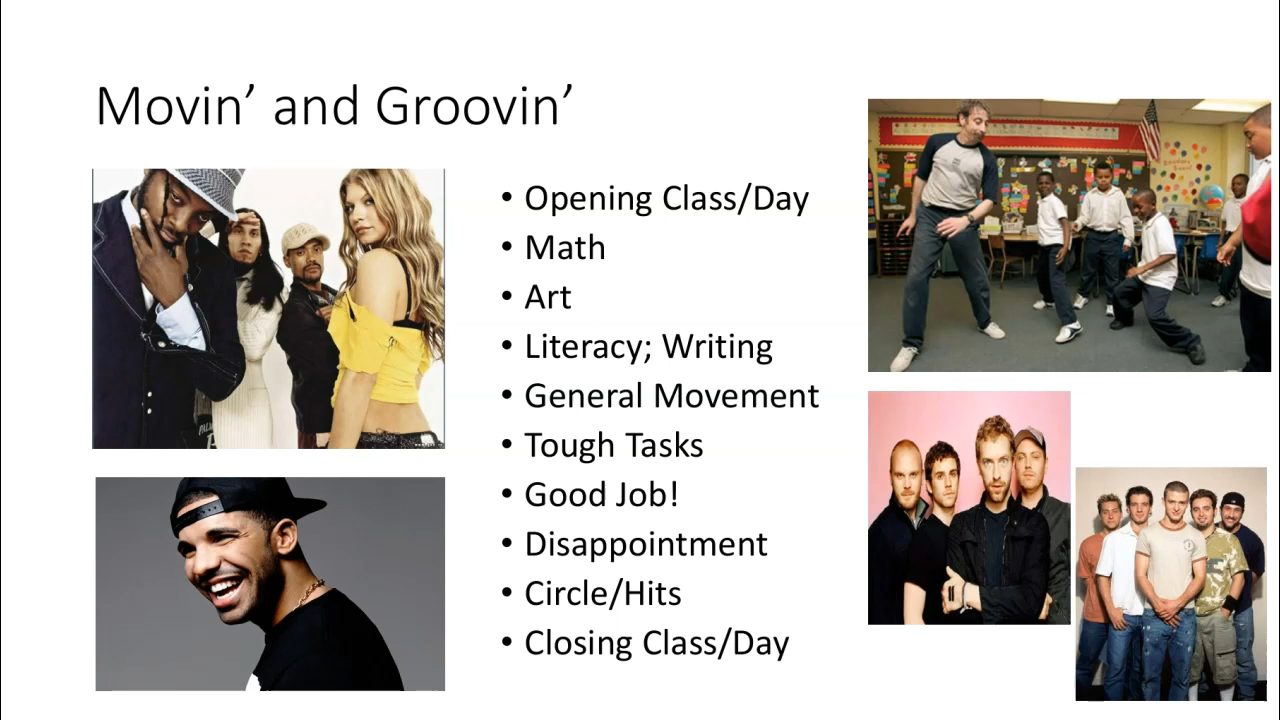 Movin’ and Groovin’
• Opening Class/Day
• Math
• Art
• Literacy; Writing
• General Movement
• Tough Tasks
• Good Job!
• Disappointment
• Circle/Hits
• Closing Class/Day